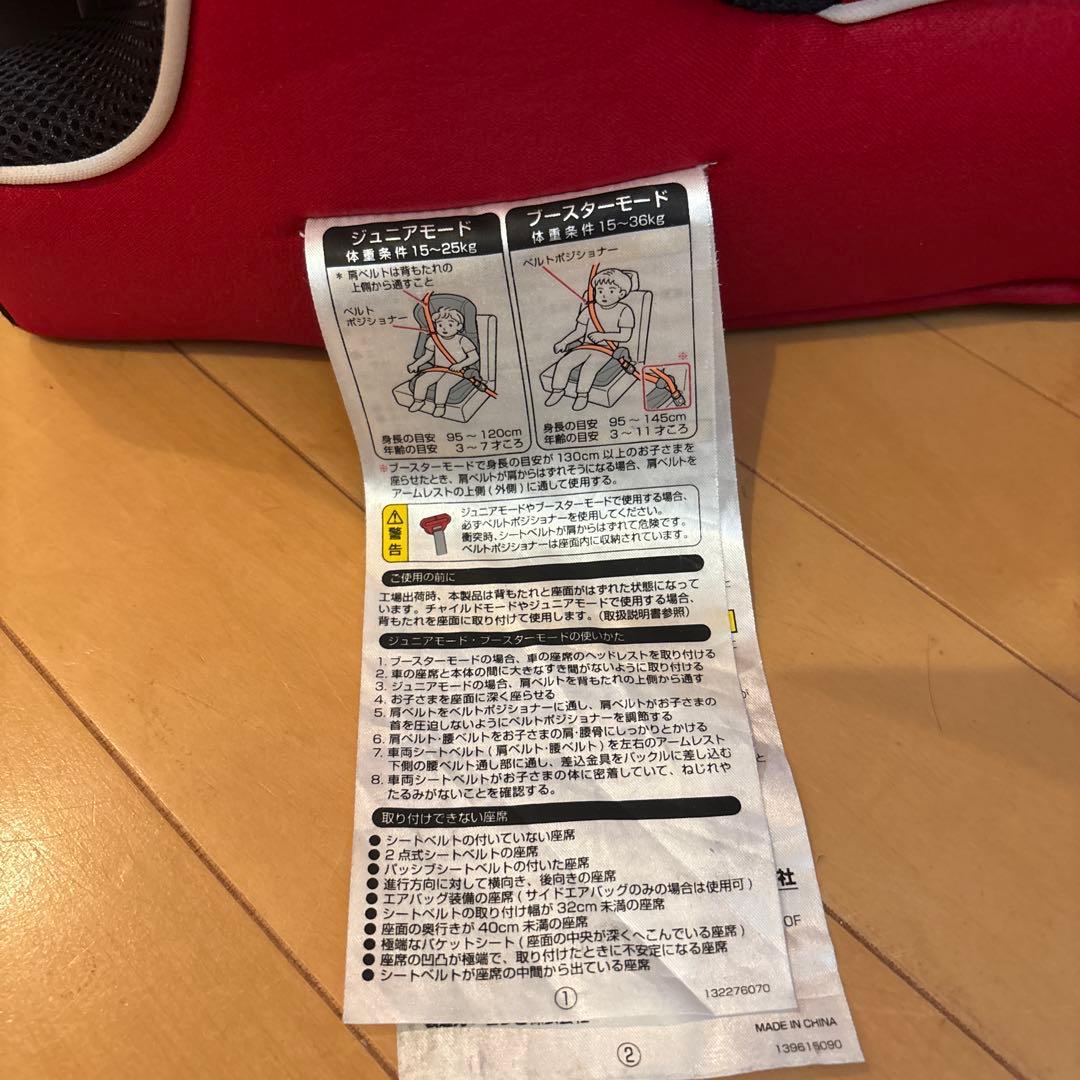 ジュニアモード
体重条件 15〜25kg
* 肩ベルトは背もたれの
上側から通すこと
ベルト
ポジショナー
身長の目安 95 〜 120cm
年齢の目安 3 〜 7 才ころ
ブースターモード
体重条件 15〜36kg
ベルトポジショナー
※
身長の目安 95 〜 145cm
年齢の目安 3 〜 11 才ころ
※ブースターモードで身長の目安が 130cm 以上のお子さまを
座らせたとき、肩ベルトが肩からはずれそうになる場合、肩ベルトを
アームレストの上側 ( 外側 ) に通して使用する。
警告
ジュニアモードやブースターモードで使用する場合、
必ずベルトポジショナーを使用してください。
衝突時、シートベルトが肩からはずれて危険です。
ベルトポジショナーは座面内に収納されています。
ご使用の前に
工場出荷時、本製品は背もたれと座面がはずれた状態になって
います。チャイルドモードやジュニアモードで使用する場合、
背もたれを座面に取り付けて使用します。(取扱説明書参照)
ジュニアモード・ブースターモードの使いかた
1. ブースターモードの場合、車の座席のヘッドレストを取り付ける
2. 車の座席と本体の間に大きなすき間がないように取り付ける
3. ジュニアモードの場合、肩ベルトを背もたれの上側から通す
4. お子さまを座面に深く座らせる
5. 肩ベルトをベルトポジショナーに通し、肩ベルトがお子さまの
首を圧迫しないようにベルトポジショナーを調節する
6. 肩ベルト・腰ベルトをお子さまの肩・腰骨にしっかりとかける
7. 車両シートベルト ( 肩ベルト・腰ベルト ) を左右のアームレスト
下側の腰ベルト通し部に通し、差込金具をバックルに差し込む
8. 車両シートベルトがお子さまの体に密着していて、ねじれや
たるみがないことを確認する。
取り付けできない座席
● シートベルトの付いていない座席
● 2 点式シートベルトの座席
● パッシブシートベルトの付いた座席
● 進行方向に対して横向き、後向きの座席
● エアバッグ装備の座席 ( サイドエアバッグのみの場合は使用可 )
● シートベルトの取り付け幅が 32cm 未満の座席
● 座面の奥行きが 40cm 未満の座席
● 極端なバケットシート ( 座面の中央が深くへこんでいる座席 )
● 座席の凹凸が極端で、取り付けたときに不安定になる座席
● シートベルトが座席の中間から出ている座席
①
132276070
が
と
社
OF
MADE IN CHINA
②
139615090